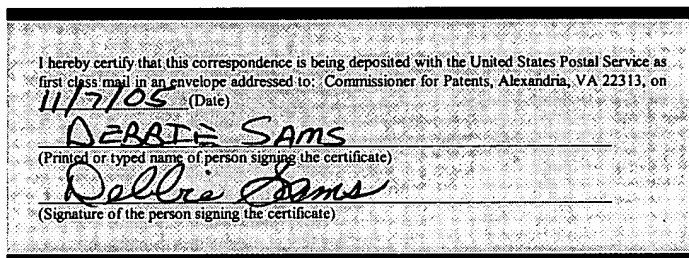 I hereby certify that this correspondence is being deposited with the United States Postal Service as
first class mail in an envelope addressed to: Commissioner for Patents, Alexandria, VA 22313, on
11/7/05 (Date)
DEBBIE SAMS
(Printed or typed name of person signing the certificate)
Debbie Sams
(Signature of the person signing the certificate)